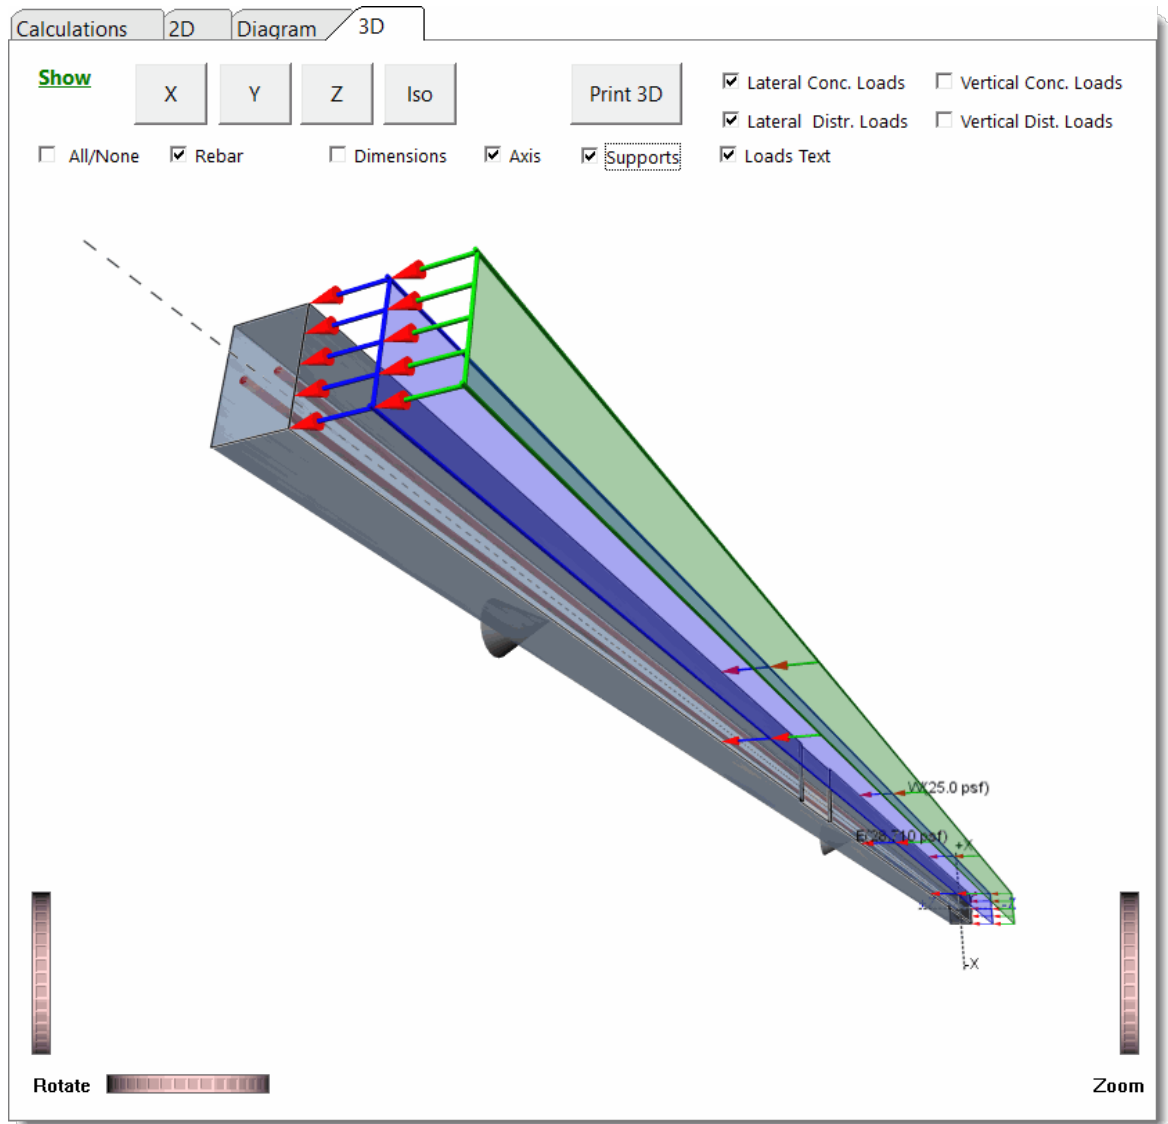 Calculations 2D Diagram 3D
Show X Y Z Iso Print 3D Lateral Conc. Loads Vertical Conc. Loads
Lateral Distr. Loads Vertical Dist. Loads
All/None Rebar Dimensions Axis Supports Loads Text
W(25.0 psf)
+X
-Z
-X
Rotate Zoom